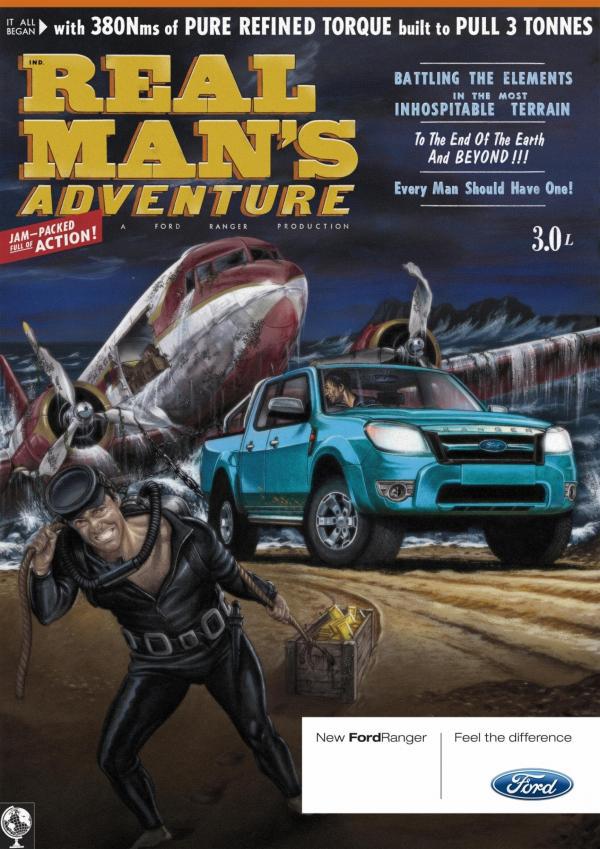 IT ALL
BEGAN
with 380Nms of PURE REFINED TORQUE built to PULL 3 TONNES
IND.
REAL
MAN'S
ADVENTURE
A FORD RANGER PRODUCTION
JAM-PACKED
FULL OF ACTION!
BATTLING THE ELEMENTS
IN THE MOST
INHOSPITABLE TERRAIN
To The End Of The Earth
And BEYOND!!!
Every Man Should Have One!
3.0L
RANGER
Ford
New FordRanger
Feel the difference
Ford